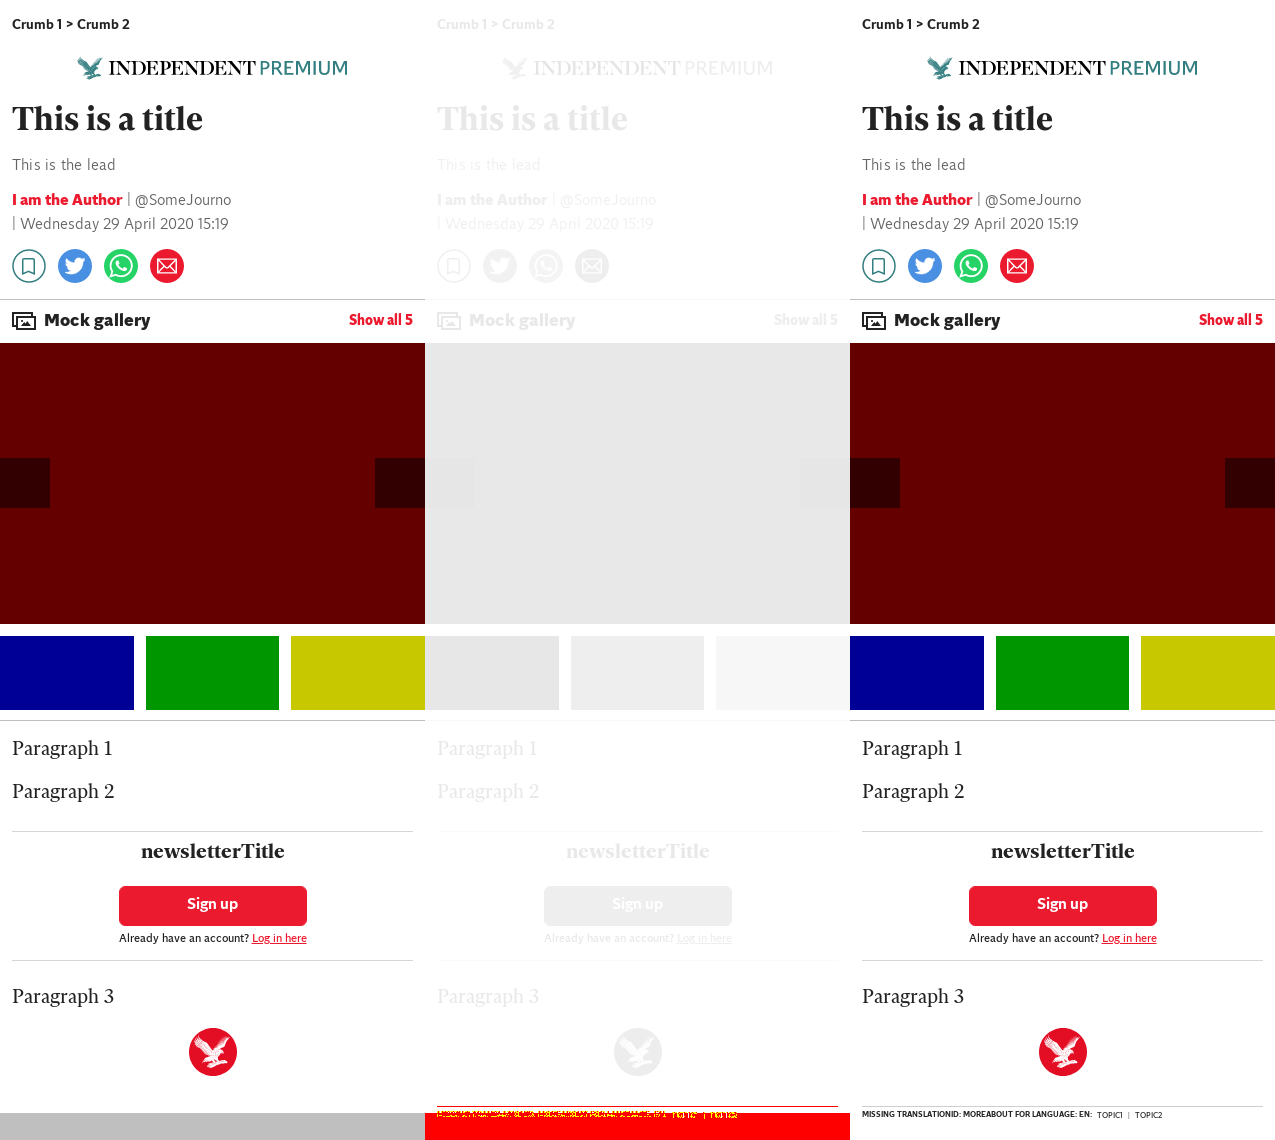 Crumb 1 > Crumb 2
INDEPENDENT PREMIUM
This is a title
This is the lead
I am the Author | @SomeJourno
| Wednesday 29 April 2020 15:19
Mock gallery
Show all 5
Paragraph 1
Paragraph 2
newsletterTitle
Sign up
Already have an account? Log in here
Paragraph 3
Crumb 1 > Crumb 2
INDEPENDENT PREMIUM
This is a title
This is the lead
I am the Author | @SomeJourno
| Wednesday 29 April 2020 15:19
Mock gallery
Show all 5
Paragraph 1
Paragraph 2
newsletterTitle
Sign up
Already have an account? Log in here
Paragraph 3
Crumb 1 > Crumb 2
INDEPENDENT PREMIUM
This is a title
This is the lead
I am the Author | @SomeJourno
| Wednesday 29 April 2020 15:19
Mock gallery
Show all 5
Paragraph 1
Paragraph 2
newsletterTitle
Sign up
Already have an account? Log in here
Paragraph 3
MISSING TRANSLATIONID: MOREABOUT FOR LANGUAGE: EN: TOPIC1 | TOPIC2